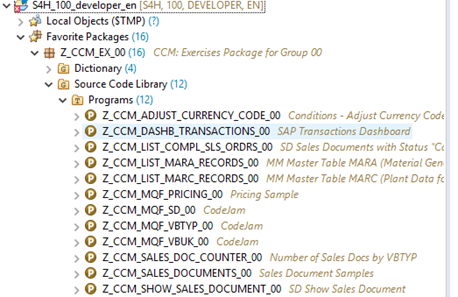 S4H_100_developer_en [S4H, 100, DEVELOPER, EN]
Local Objects ($TMP) (?)
Favorite Packages (16)
Z_CCM_EX_00 (16) CCM: Exercises Package for Group 00
Dictionary (4)
Source Code Library (12)
Programs (12)
Z_CCM_ADJUST_CURRENCY_CODE_00 Conditions - Adjust Currency Code
Z_CCM_DASHB_TRANSACTIONS_00 SAP Transactions Dashboard
Z_CCM_LIST_COMPL_SLS_ORDRS_00 SD Sales Documents with Status "Co
Z_CCM_LIST_MARA_RECORDS_00 MM Master Table MARA (Material Gen
Z_CCM_LIST_MARC_RECORDS_00 MM Master Table MARC (Plant Data fo
Z_CCM_MQF_PRICING_00 Pricing Sample
Z_CCM_MQF_SD_00 CodeJam
Z_CCM_MQF_VBTYP_00 CodeJam
Z_CCM_MQF_VBUK_00 CodeJam
Z_CCM_SALES_DOC_COUNTER_00 Number of Sales Docs by VBTYP
Z_CCM_SALES_DOCUMENTS_00 Sales Document Samples
Z_CCM_SHOW_SALES_DOCUMENT_00 SD Show Sales Document